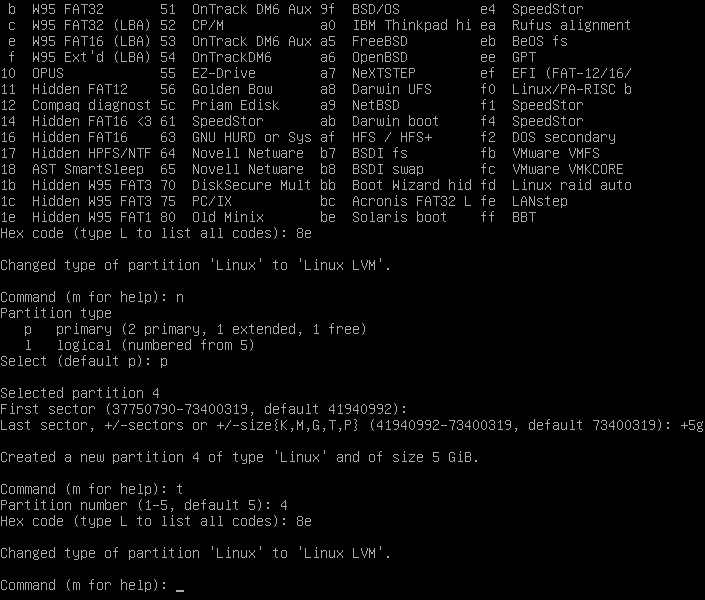 b  W95 FAT32       51  OnTrack DM6 Aux 9f  BSD/OS          e4  SpeedStor
 c  W95 FAT32 (LBA) 52  CP/M            a0  IBM Thinkpad hi ea  Rufus alignment
 e  W95 FAT16 (LBA) 53  OnTrack DM6 Aux a5  FreeBSD         eb  BeOS fs
 f  W95 Ext'd (LBA) 54  OnTrackDM6      a6  OpenBSD         ee  GPT
10  OPUS            55  EZ-Drive        a7  NeXTSTEP        ef  EFI (FAT-12/16/
11  Hidden FAT12    56  Golden Bow      a8  Darwin UFS      f0  Linux/PA-RISC b
12  Compaq diagnost 5c  Priam Edisk     a9  NetBSD          f1  SpeedStor
14  Hidden FAT16 <3 61  SpeedStor       ab  Darwin boot     f4  SpeedStor
16  Hidden FAT16    63  GNU HURD or Sys af  HFS / HFS+      f2  DOS secondary
17  Hidden HPFS/NTF 64  Novell Netware  b7  BSDI fs         fb  VMware VMFS
18  AST SmartSleep  65  Novell Netware  b8  BSDI swap       fc  VMware VMKCORE
1b  Hidden W95 FAT3 70  DiskSecure Mult bb  Boot Wizard hid fd  Linux raid auto
1c  Hidden W95 FAT3 75  PC/IX           bc  Acronis FAT32 L fe  LANstep
1e  Hidden W95 FAT1 80  Old Minix       be  Solaris boot    ff  BBT
Hex code (type L to list all codes): 8e
Changed type of partition 'Linux' to 'Linux LVM'.
Command (m for help): n
Partition type
   p   primary (2 primary, 1 extended, 1 free)
   l   logical (numbered from 5)
Select (default p): p
Selected partition 4
First sector (37750790-73400319, default 41940992):
Last sector, +/-sectors or +/-size{K,M,G,T,P} (41940992-73400319, default 73400319): +5g
Created a new partition 4 of type 'Linux' and of size 5 GiB.
Command (m for help): t
Partition number (1-5, default 5): 4
Hex code (type L to list all codes): 8e
Changed type of partition 'Linux' to 'Linux LVM'.
Command (m for help): _